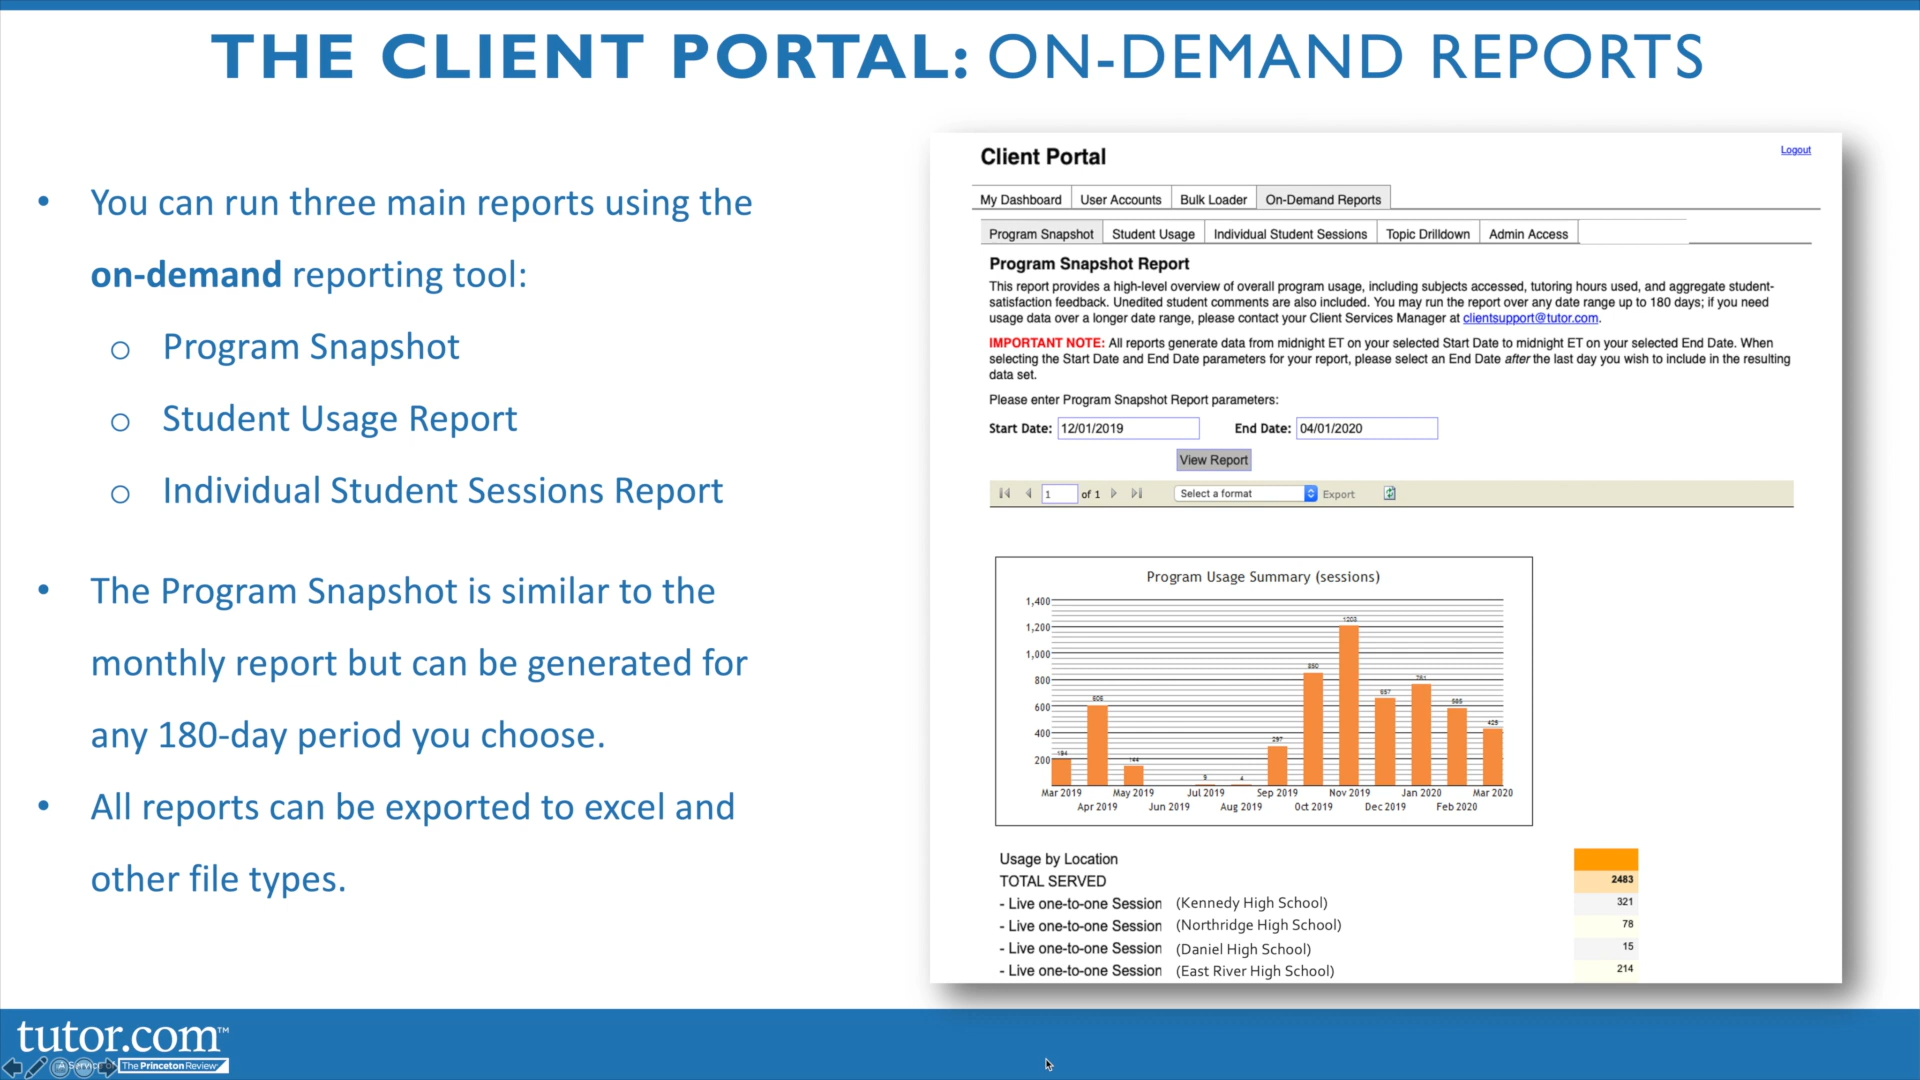 THE CLIENT PORTAL: ON-DEMAND REPORTS
• You can run three main reports using the
on-demand reporting tool:
o Program Snapshot
o Student Usage Report
o Individual Student Sessions Report
• The Program Snapshot is similar to the
monthly report but can be generated for
any 180-day period you choose.
• All reports can be exported to excel and
other file types.
Client Portal
Logout
My Dashboard User Accounts Bulk Loader On-Demand Reports
Program Snapshot Student Usage Individual Student Sessions Topic Drilldown Admin Access
Program Snapshot Report
This report provides a high-level overview of overall program usage, including subjects accessed, tutoring hours used, and aggregate student-
satisfaction feedback. Unedited student comments are also included. You may run the report over any date range up to 180 days; if you need
usage data over a longer date range, please contact your Client Services Manager at clientsupport@tutor.com.
IMPORTANT NOTE: All reports generate data from midnight ET on your selected Start Date to midnight ET on your selected End Date. When
selecting the Start Date and End Date parameters for your report, please select an End Date after the last day you wish to include in the resulting
data set.
Please enter Program Snapshot Report parameters:
Start Date: 12/01/2019 End Date: 04/01/2020
View Report
1 of 1 Select a format Export
Program Usage Summary (sessions)
1,400
1,200
1,000
800
600
400
200
1203
850
297
9
4
Mar 2019 May 2019 Jul 2019 Sep 2019 Nov 2019 Jan 2020 Mar 2020
Apr 2019 Jun 2019 Aug 2019 Oct 2019 Dec 2019 Feb 2020
Usage by Location
TOTAL SERVED 2483
- Live one-to-one Session (Kennedy High School) 321
- Live one-to-one Session (Northridge High School) 78
- Live one-to-one Session (Daniel High School) 15
- Live one-to-one Session (East River High School) 214
tutor.com™
The Princeton Review